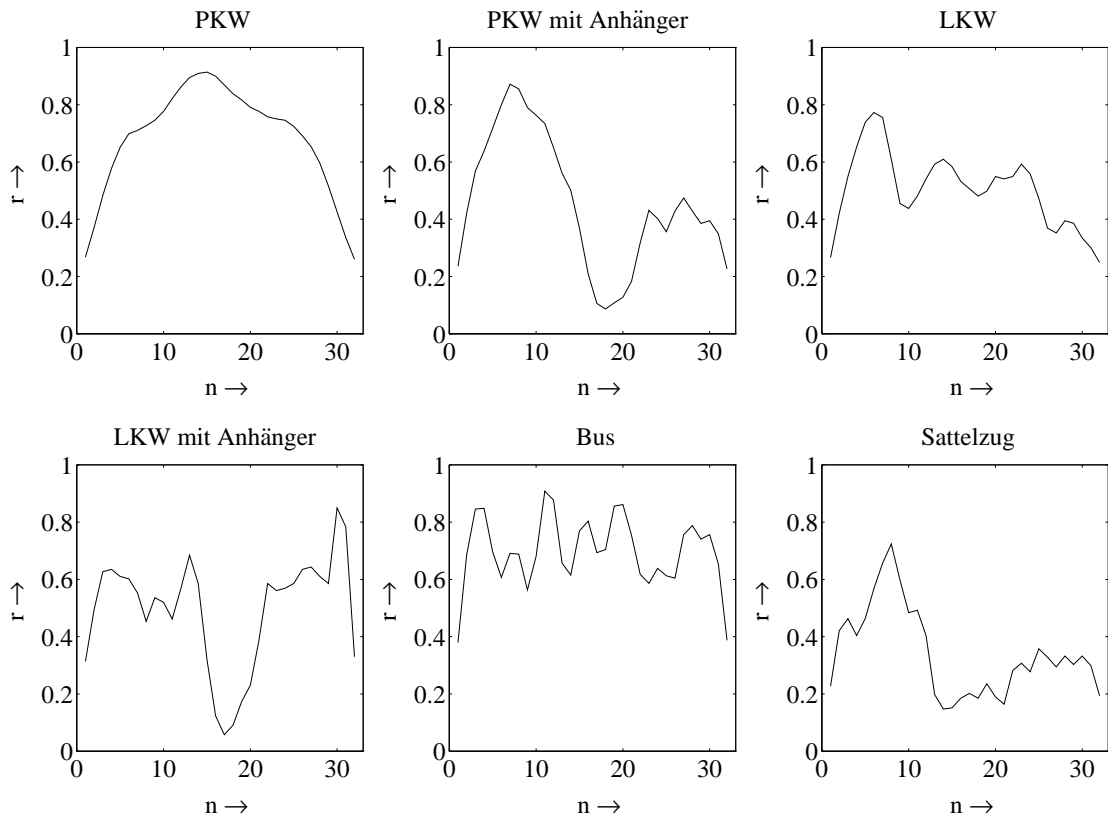 PKW PKW mit Anhänger LKW
1 1 1
0.8 0.8 0.8
0.6 0.6 0.6
r → r → r →
0.4 0.4 0.4
0.2 0.2 0.2
0 0 0
0 10 20 30 0 10 20 30 0 10 20 30
n → n → n →
LKW mit Anhänger Bus Sattelzug
1 1 1
0.8 0.8 0.8
0.6 0.6 0.6
r → r → r →
0.4 0.4 0.4
0.2 0.2 0.2
0 0 0
0 10 20 30 0 10 20 30 0 10 20 30
n → n → n →